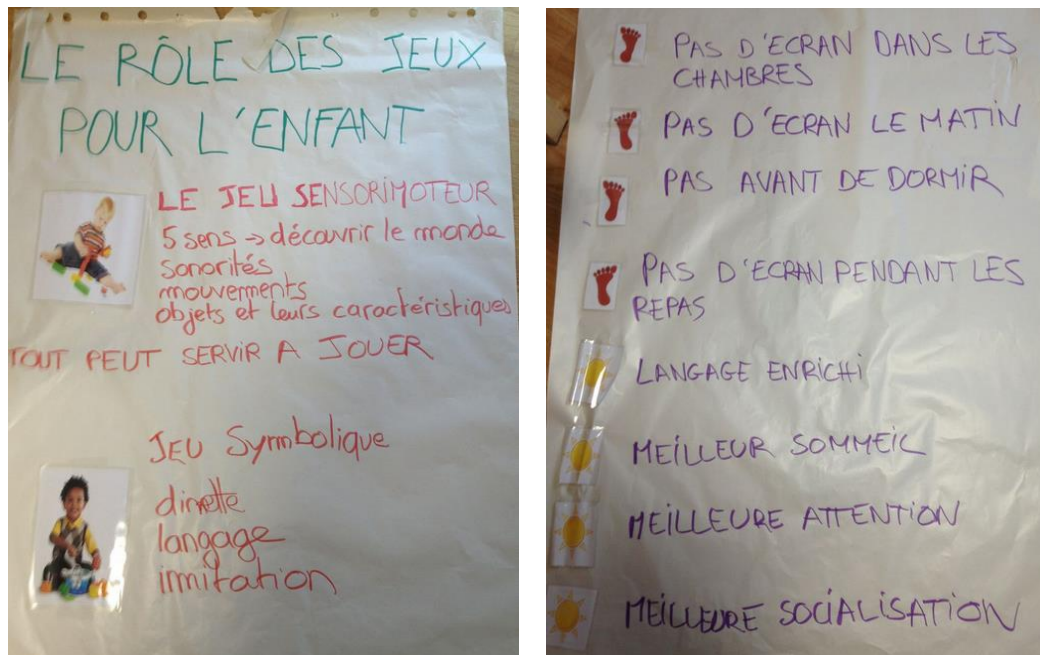 LE RÔLE DES JEUX
POUR L'ENFANT
LE JEU SENSORIMOTEUR
5 sens → découvrir le monde
sonorités
mouvements
objets et leurs caractéristiques
TOUT PEUT SERVIR A JOUER
JEU Symbolique
dinette
langage
immitation
PAS D'ECRAN DANS LES
CHAMBRES
PAS D'ECRAN LE MATIN
PAS AVANT DE DORMIR
PAS D'ECRAN PENDANT LES
REPAS
LANGAGE ENRICHI
MEILLEUR SOMMEIL
MEILLEURE ATTENTION
MEILLEURE SOCIALISATION